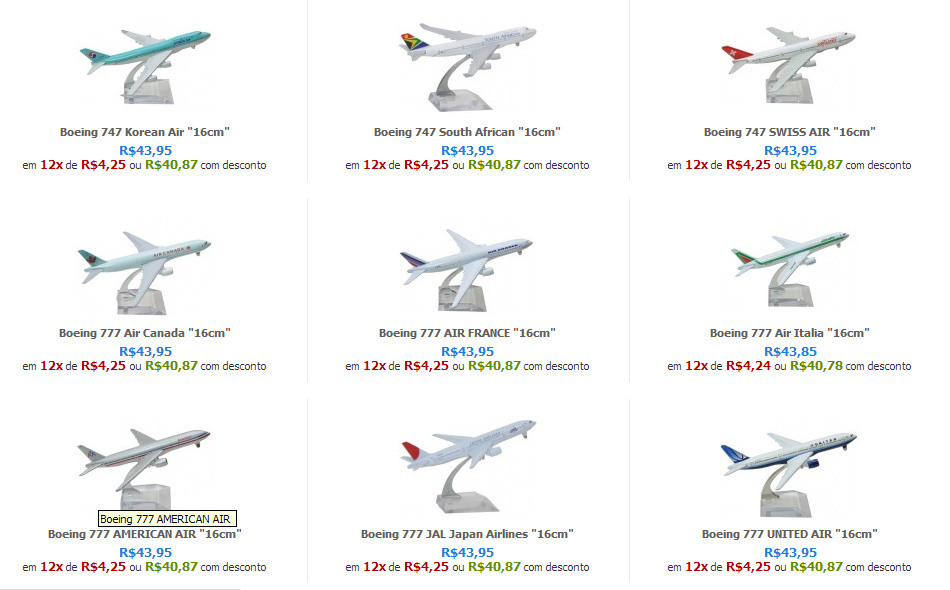 Boeing 747 Korean Air "16cm"
R$43,95
em 12x de R$4,25 ou R$40,87 com desconto
Boeing 747 South African "16cm"
R$43,95
em 12x de R$4,25 ou R$40,87 com desconto
Boeing 747 SWISS AIR "16cm"
R$43,95
em 12x de R$4,25 ou R$40,87 com desconto
AIR CANADA
Boeing 777 Air Canada "16cm"
R$43,95
em 12x de R$4,25 ou R$40,87 com desconto
AIR FRANCE
Boeing 777 AIR FRANCE "16cm"
R$43,95
em 12x de R$4,25 ou R$40,87 com desconto
Boeing 777 Air Italia "16cm"
R$43,85
em 12x de R$4,24 ou R$40,78 com desconto
Boeing 777 AMERICAN AIR
Boeing 777 AMERICAN AIR "16cm"
R$43,95
em 12x de R$4,25 ou R$40,87 com desconto
Boeing 777 JAL Japan Airlines "16cm"
R$43,95
em 12x de R$4,25 ou R$40,87 com desconto
UNITED
Boeing 777 UNITED AIR "16cm"
R$43,95
em 12x de R$4,25 ou R$40,87 com desconto